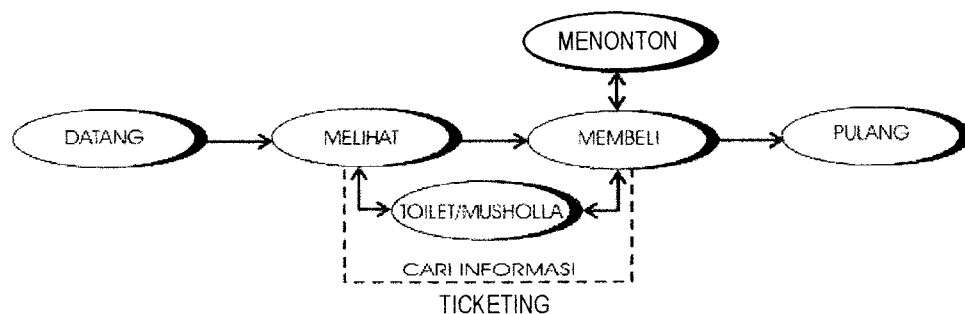 MENONTON
DATANG
MELIHAT
MEMBELI
PULANG
TOILET/MUSHOLLA
CARI INFORMASI
TICKETING